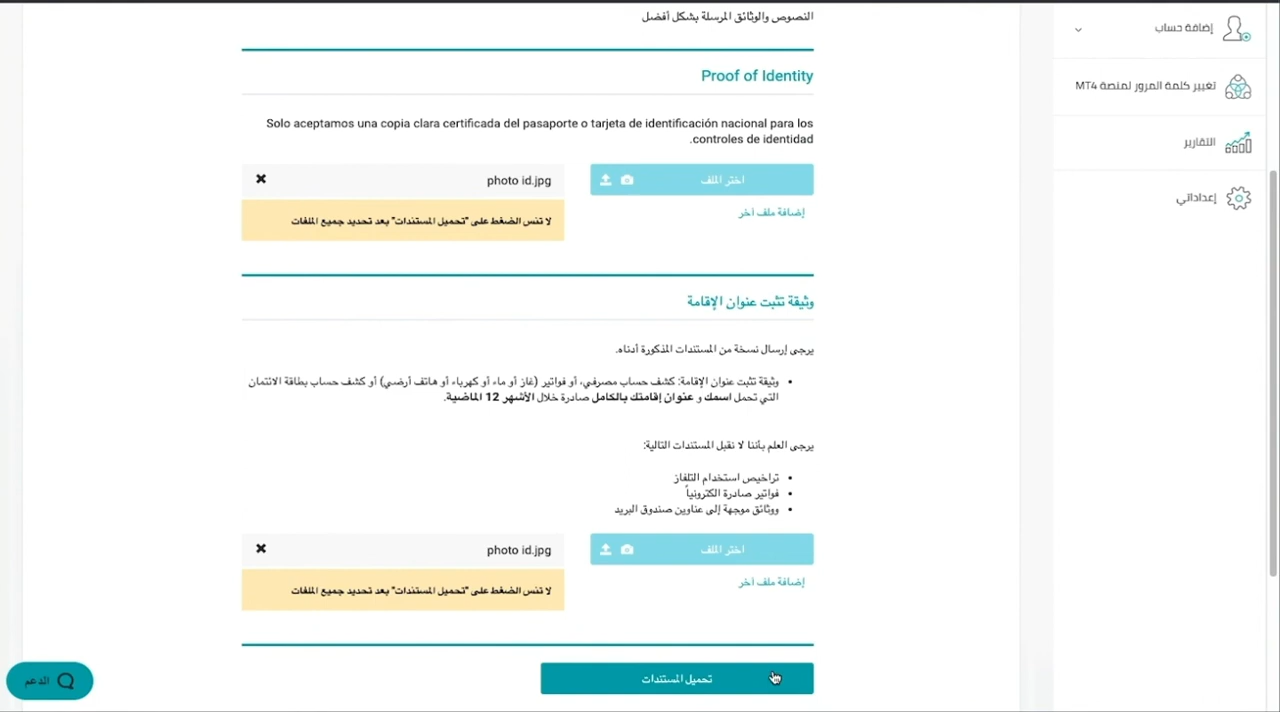 إضافة حساب
تغيير كلمة المرور لمنصة MT4
التقارير
إعداداتي
النصوص والوثائق المرسلة بشكل أفضل
Proof of Identity
Solo aceptamos una copia clara certificada del pasaporte o tarjeta de identificación nacional para los
.controles de identidad
اختر الملف
photo id.jpg
إضافة ملف آخر
لا تنس الضغط على "تحميل المستندات" بعد تحديد جميع الملفات
وثيقة تثبت عنوان الإقامة
يرجى إرسال نسخة من المستندات المذكورة أدناه.
• وثيقة تثبت عنوان الإقامة: كشف حساب مصرفي، أو فواتير (غاز أو ماء أو كهرباء أو هاتف أرضي) أو كشف حساب بطاقة الائتمان
التي تحمل اسمك و عنوان إقامتك بالكامل صادرة خلال الأشهر 12 الماضية.
يرجى العلم بأننا لا نقبل المستندات التالية:
• تراخيص استخدام التلفاز
• فواتير صادرة الكترونياً
• ووثائق موجهة إلى عناوين صندوق البريد
اختر الملف
photo id.jpg
إضافة ملف آخر
لا تنس الضغط على "تحميل المستندات" بعد تحديد جميع الملفات
تحميل المستندات
الدعم